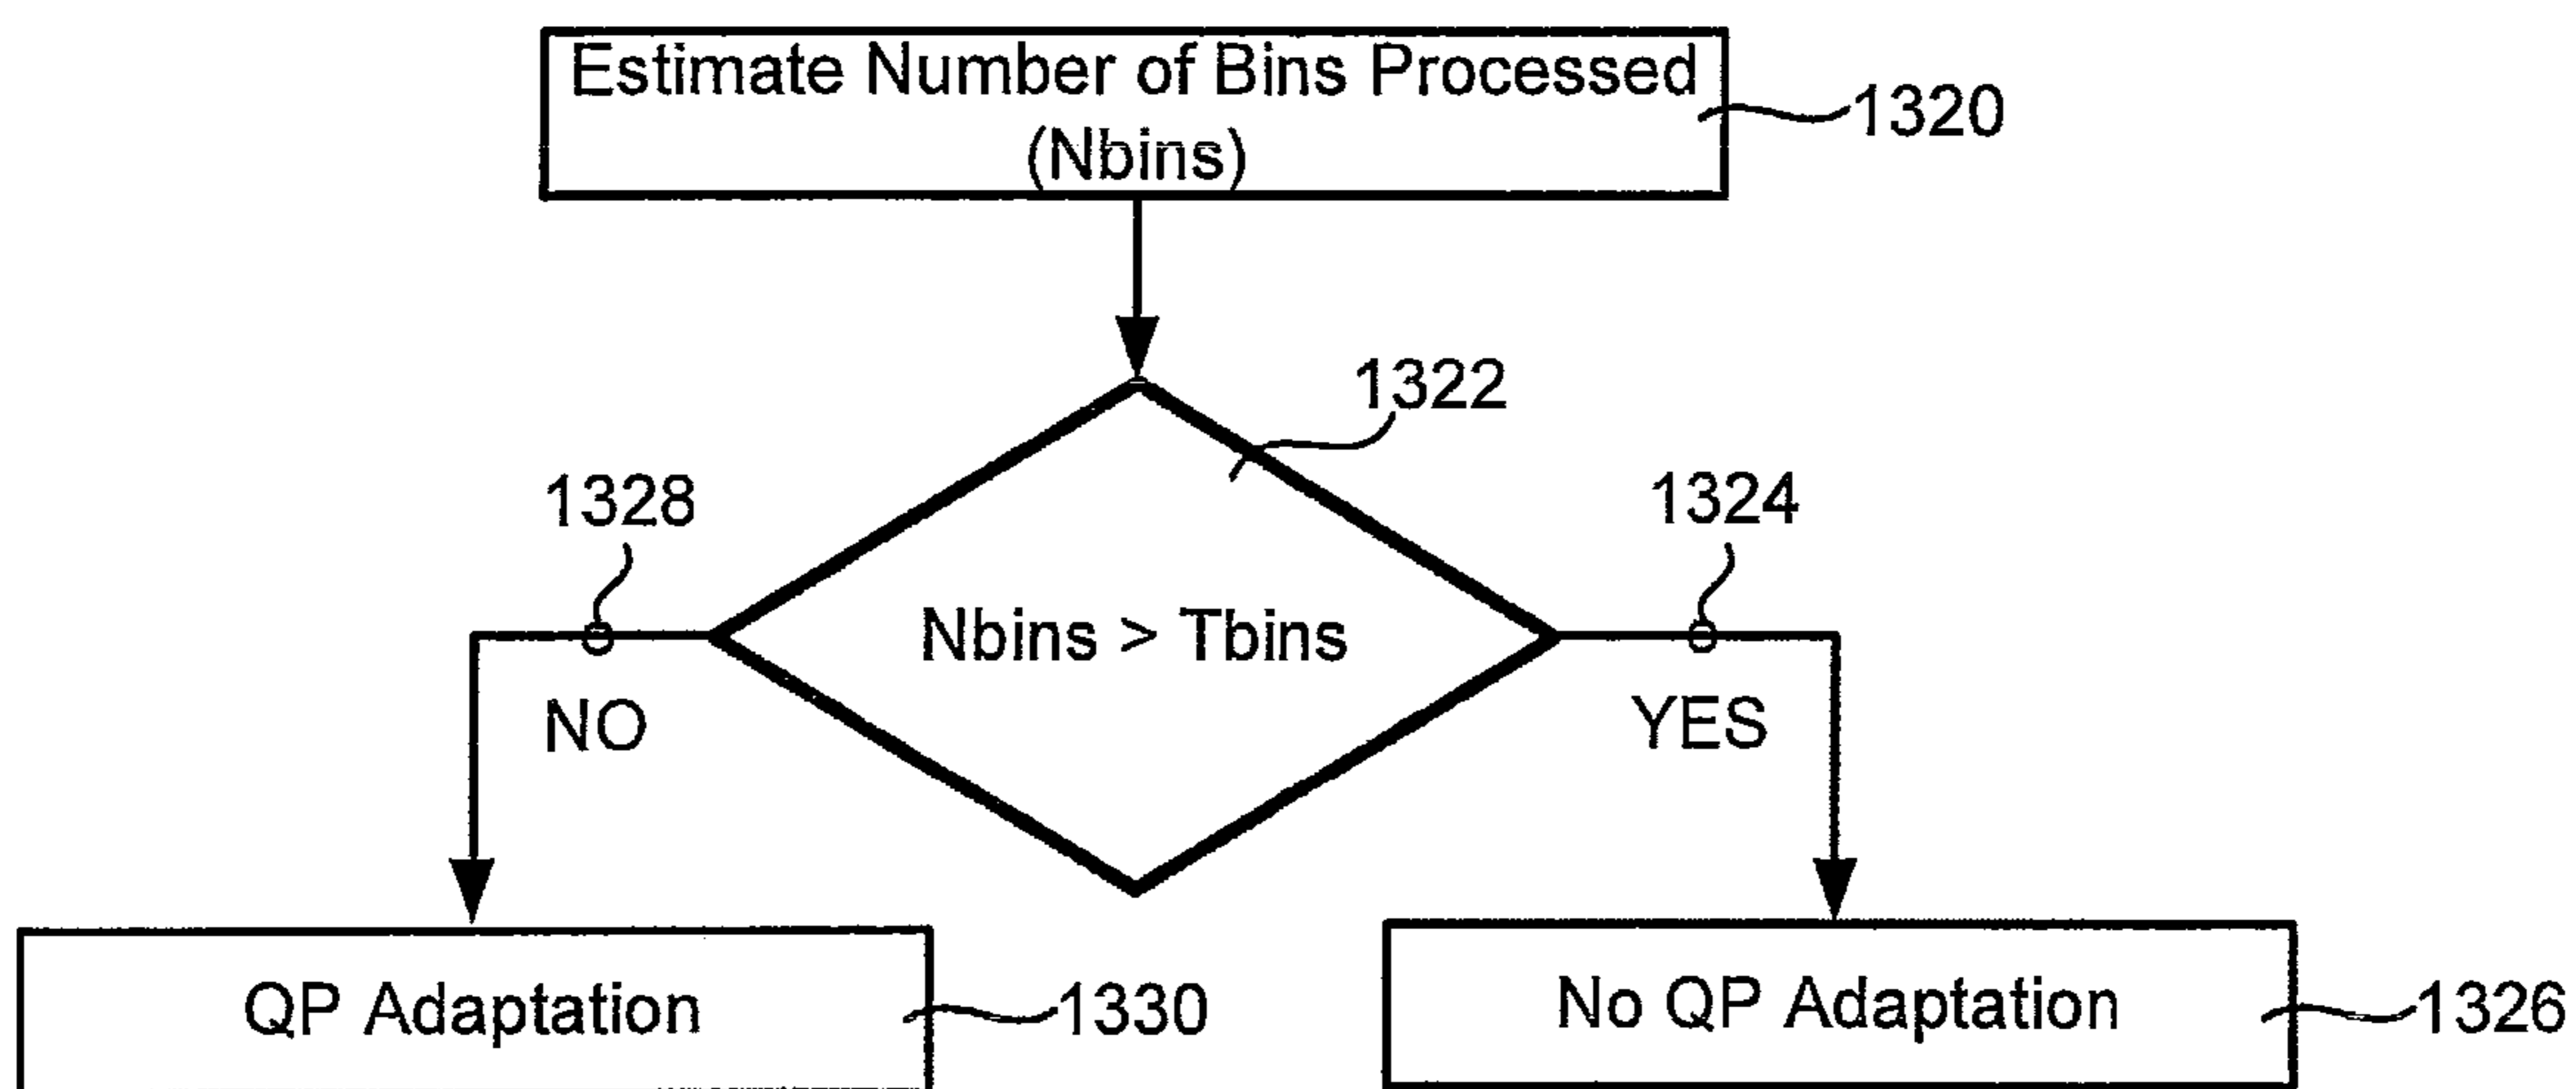 Estimate Number of Bins Processed
(Nbins)
1320
1322
1328
1324
Nbins > Tbins
NO
YES
QP Adaptation
1330
No QP Adaptation
1326